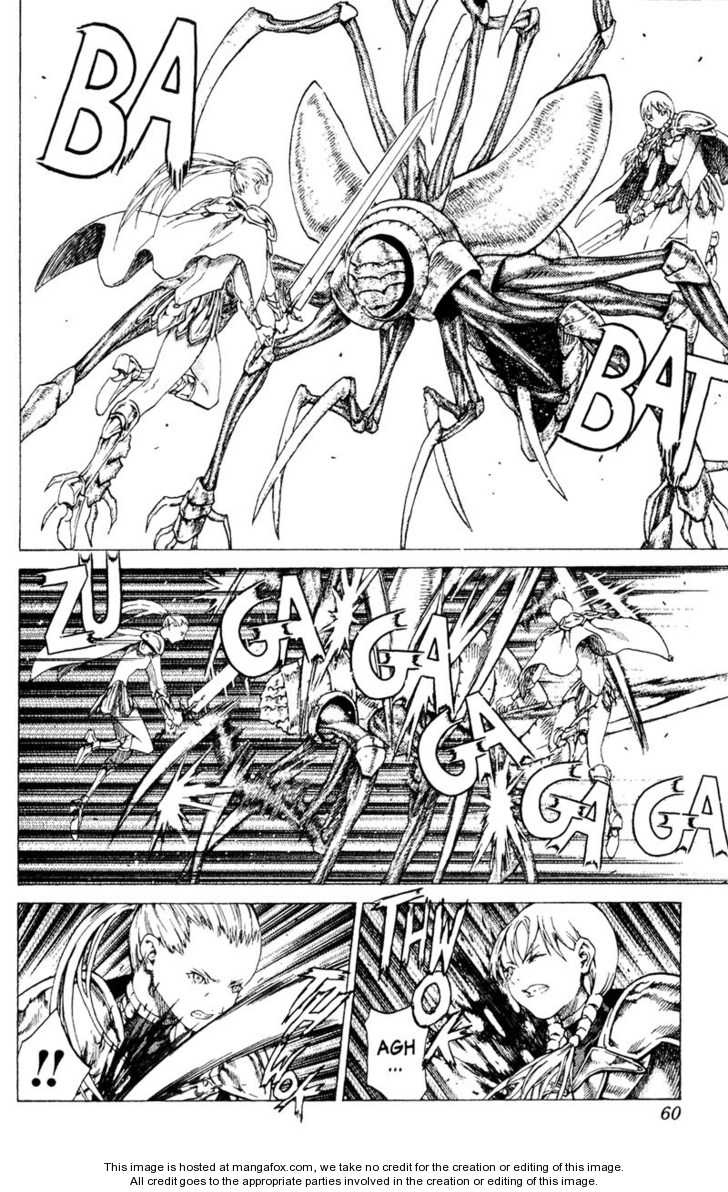 BA
BAT
ZU
GA
GA
GA
GA
GA
GA
!!
THWOK
THWOK
AGH
...
60
This image is hosted at mangafox.com, we take no credit for the creation or editing of this image.
All credit goes to the appropriate parties involved in the creation or editing of this image.